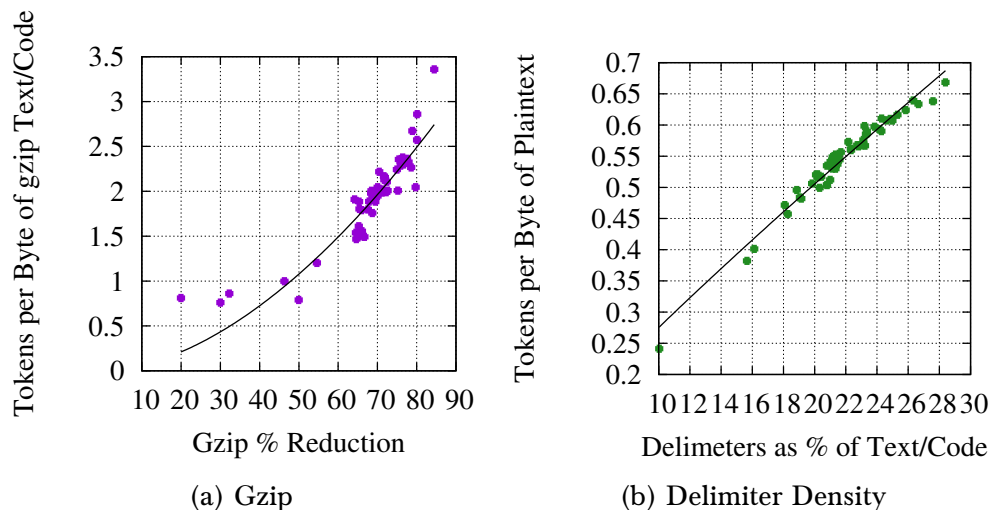 Tokens per Byte of gzip Text/Code
3.5
3
2.5
2
1.5
1
0.5
0
10 20 30 40 50 60 70 80 90
Gzip % Reduction
(a) Gzip
Tokens per Byte of Plaintext
0.7
0.65
0.6
0.55
0.5
0.45
0.4
0.35
0.3
0.25
0.2
10 12 14 16 18 20 22 24 26 28 30
Delimeters as % of Text/Code
(b) Delimiter Density